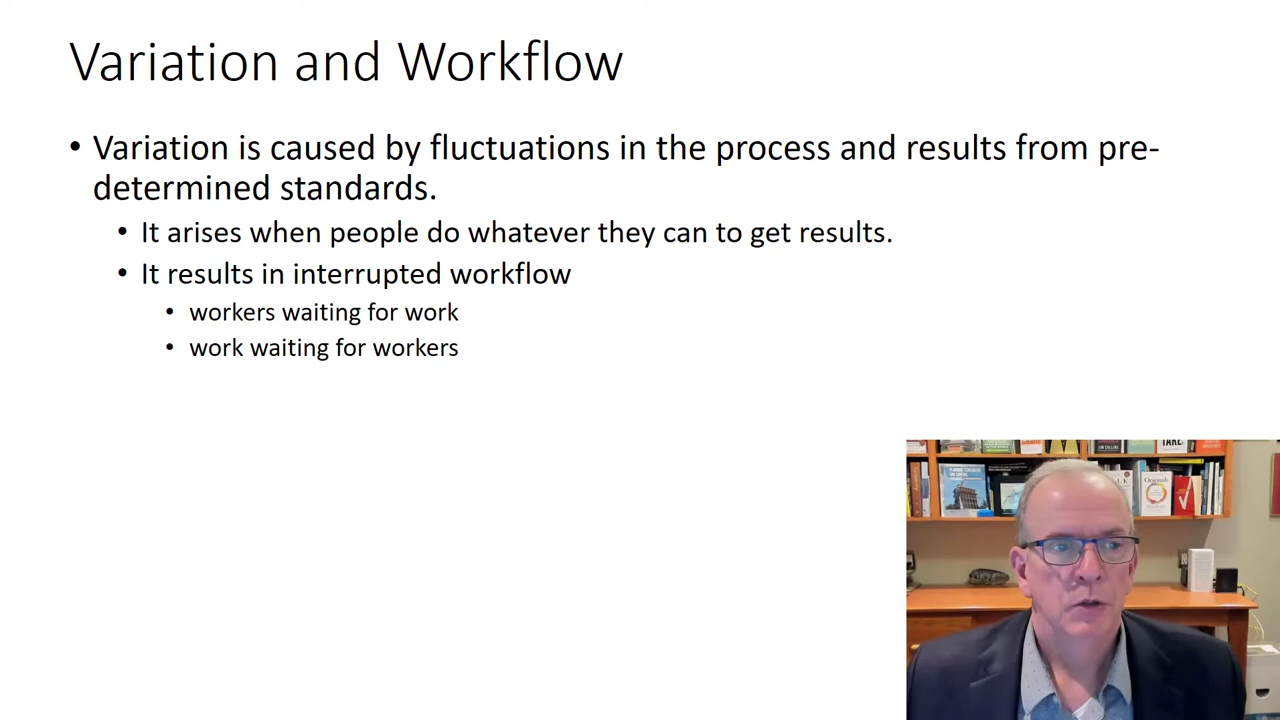 Variation and Workflow
• Variation is caused by fluctuations in the process and results from pre-
determined standards.
• It arises when people do whatever they can to get results.
• It results in interrupted workflow
• workers waiting for work
• work waiting for workers
TAKE
Originals